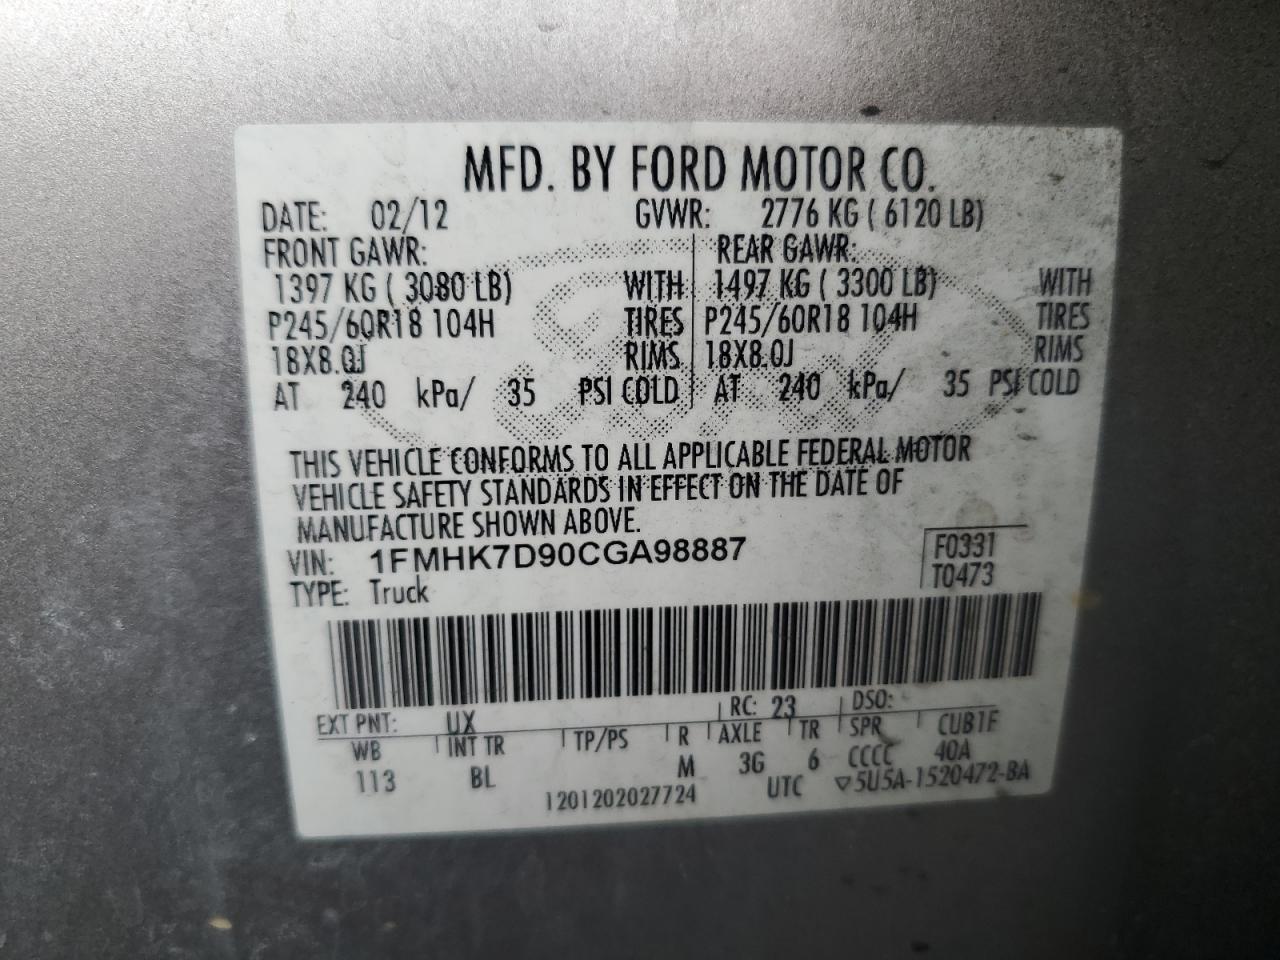 MFD. BY FORD MOTOR CO.
DATE: 02/12 GVWR: 2776 KG ( 6120 LB)
FRONT GAWR: REAR GAWR:
1397 KG ( 3080 LB) WITH 1497 KG ( 3300 LB) WITH
P245/60R18 104H TIRES P245/60R18 104H TIRES
18X8.0J RIMS 18X8.0J RIMS
AT 240 kPa/ 35 PSI COLD AT 240 kPa/ 35 PSI COLD
THIS VEHICLE CONFORMS TO ALL APPLICABLE FEDERAL MOTOR
VEHICLE SAFETY STANDARDS IN EFFECT ON THE DATE OF
MANUFACTURE SHOWN ABOVE.
VIN: 1FMHK7D90CGA98887 F0331
TYPE: Truck T0473
EXT PNT: UX RC: 23 DSO:
WB INT TR TP/PS R AXLE TR SPR CUB1F
113 BL M 3G 6 CCCC 40A
1201202027724 UTC ▽5U5A-1520472-BA